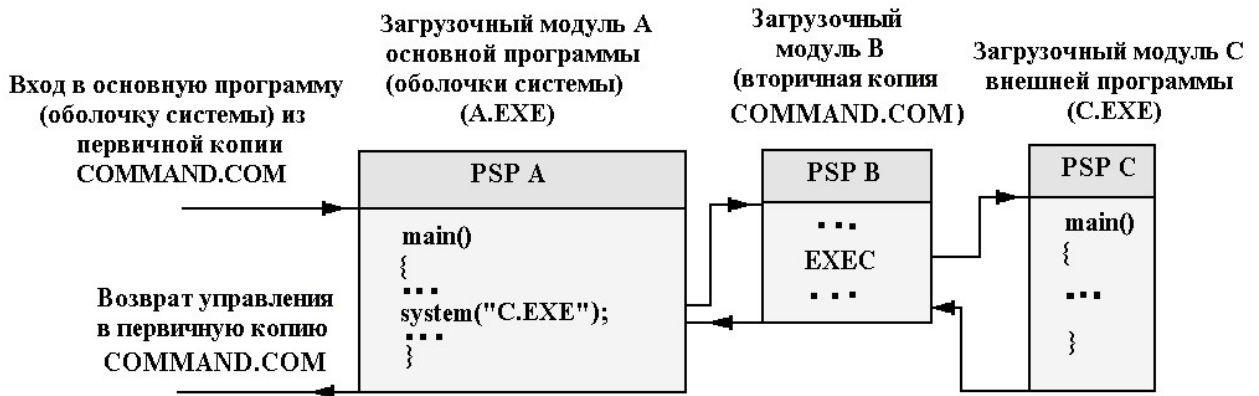 Вход в основную программу
(оболочку системы) из
первичной копии
COMMAND.COM
Загрузочный модуль А
основной программы
(оболочки системы)
(A.EXE)
Загрузочный
модуль В
(вторичная копия
COMMAND.COM)
Загрузочный модуль С
внешней программы
(C.EXE)
PSP A
main()
{
...
system("C.EXE");
...
}
PSP B
...
EXEC
...
PSP C
main()
{
...
}
Возврат управления
в первичную копию
COMMAND.COM